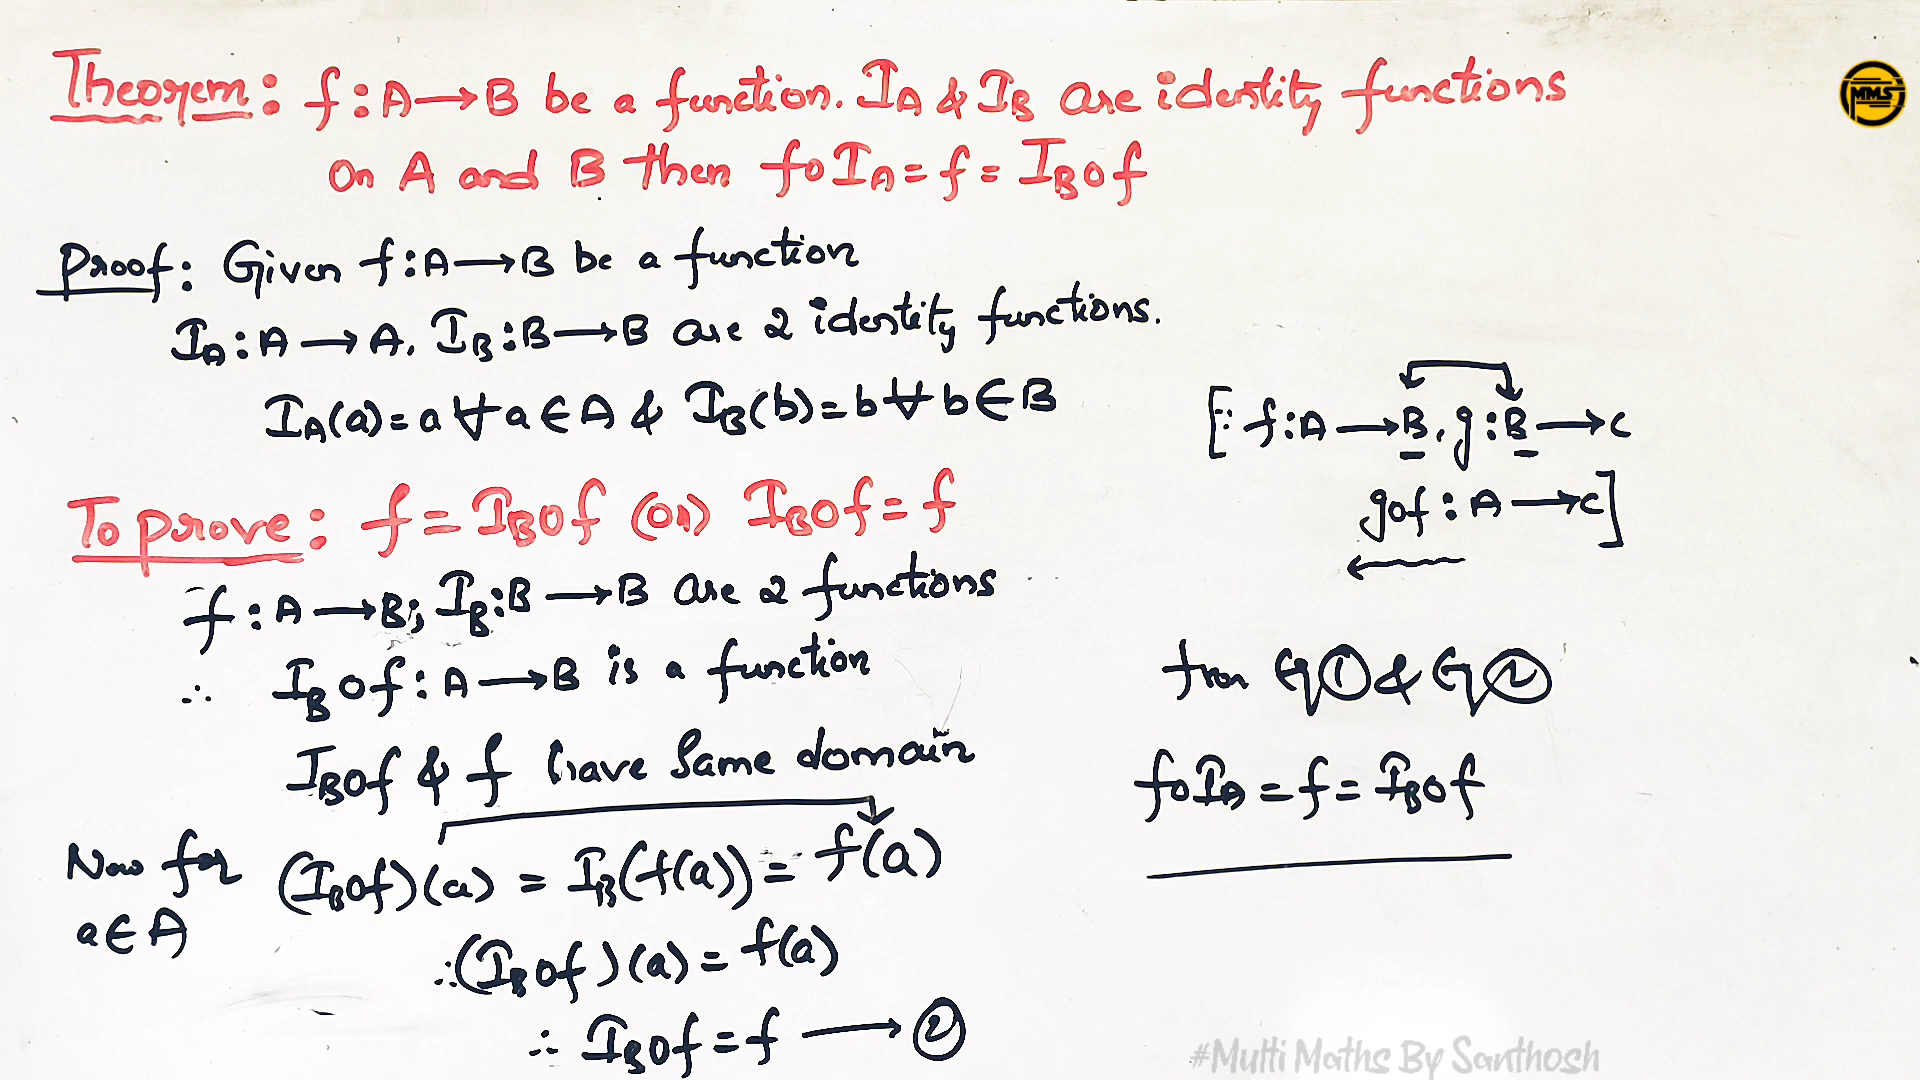 Theorem: f:A→B be a function. I_A & I_B are identity functions
on A and B then foI_A = f = I_Bof
Proof: Given f:A→B be a function
I_A:A→A, I_B:B→B are 2 identity functions.
I_A(a)=a ∀ a∈A & I_B(b)=b ∀ b∈B
To prove: f = I_Bof (or) I_Bof = f
f:A→B; I_B:B→B are 2 functions
∴ I_Bof:A→B is a function
I_Bof & f have same domain
Now for a∈A (I_Bof)(a) = I_B(f(a)) = f(a)
∴ (I_Bof)(a) = f(a)
∴ I_Bof = f → ②
[∵ f:A→B, g:B→C
gof:A→C]
from Eq ① & Eq ②
foI_A = f = I_Bof
MMS
#Multi Maths By Santhosh